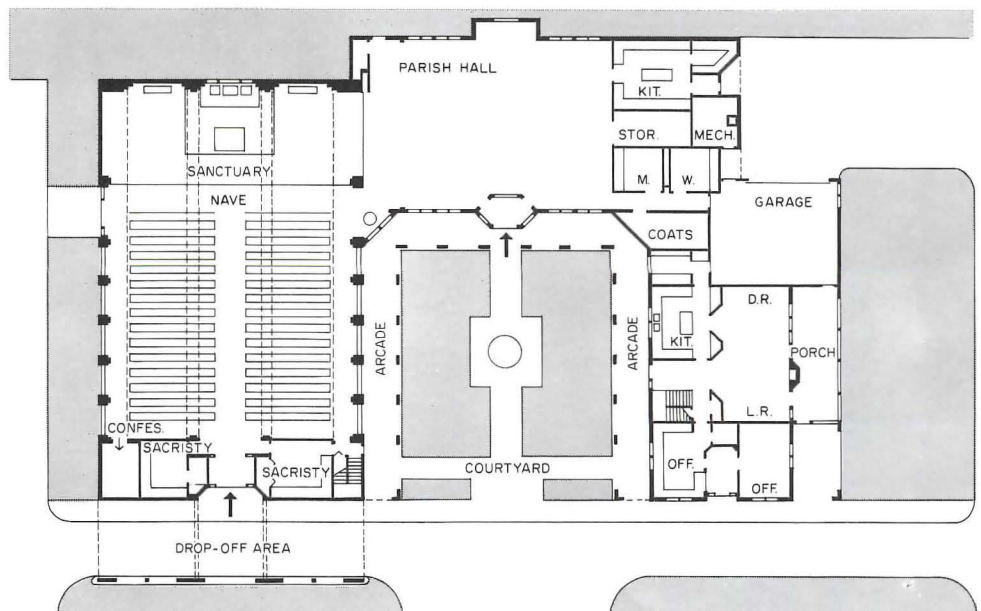 PARISH HALL
KIT.
STOR.
MECH.
SANCTUARY
M.
W.
NAVE
GARAGE
COATS
D.R.
ARCADE
ARCADE
KIT.
PORCH
L.R.
CONFES.
SACRISTY
SACRISTY
COURTYARD
OFF.
OFF.
DROP-OFF AREA